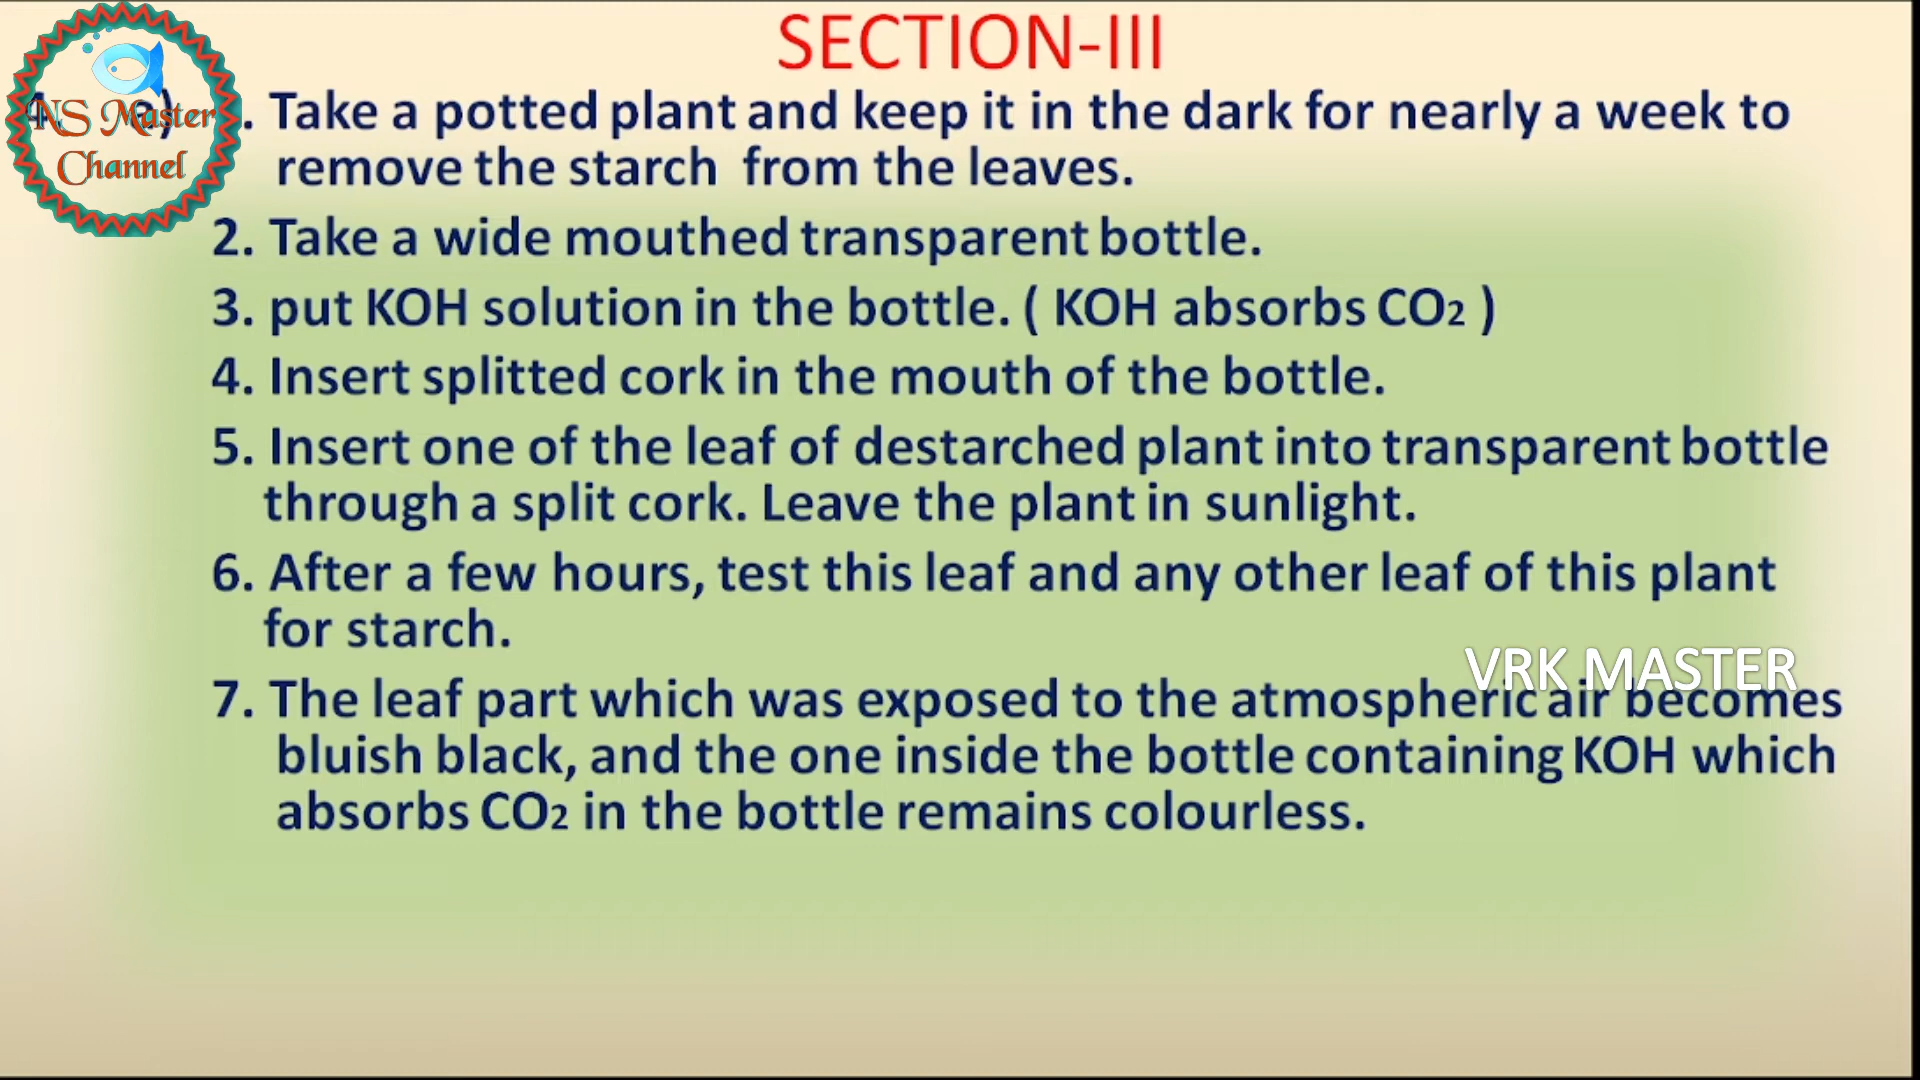 SECTION-III
NS Master
Channel
a) . Take a potted plant and keep it in the dark for nearly a week to
remove the starch from the leaves.
2. Take a wide mouthed transparent bottle.
3. put KOH solution in the bottle. ( KOH absorbs CO2 )
4. Insert splitted cork in the mouth of the bottle.
5. Insert one of the leaf of destarched plant into transparent bottle
through a split cork. Leave the plant in sunlight.
6. After a few hours, test this leaf and any other leaf of this plant
for starch.
VRK MASTER
7. The leaf part which was exposed to the atmospheric air becomes
bluish black, and the one inside the bottle containing KOH which
absorbs CO2 in the bottle remains colourless.